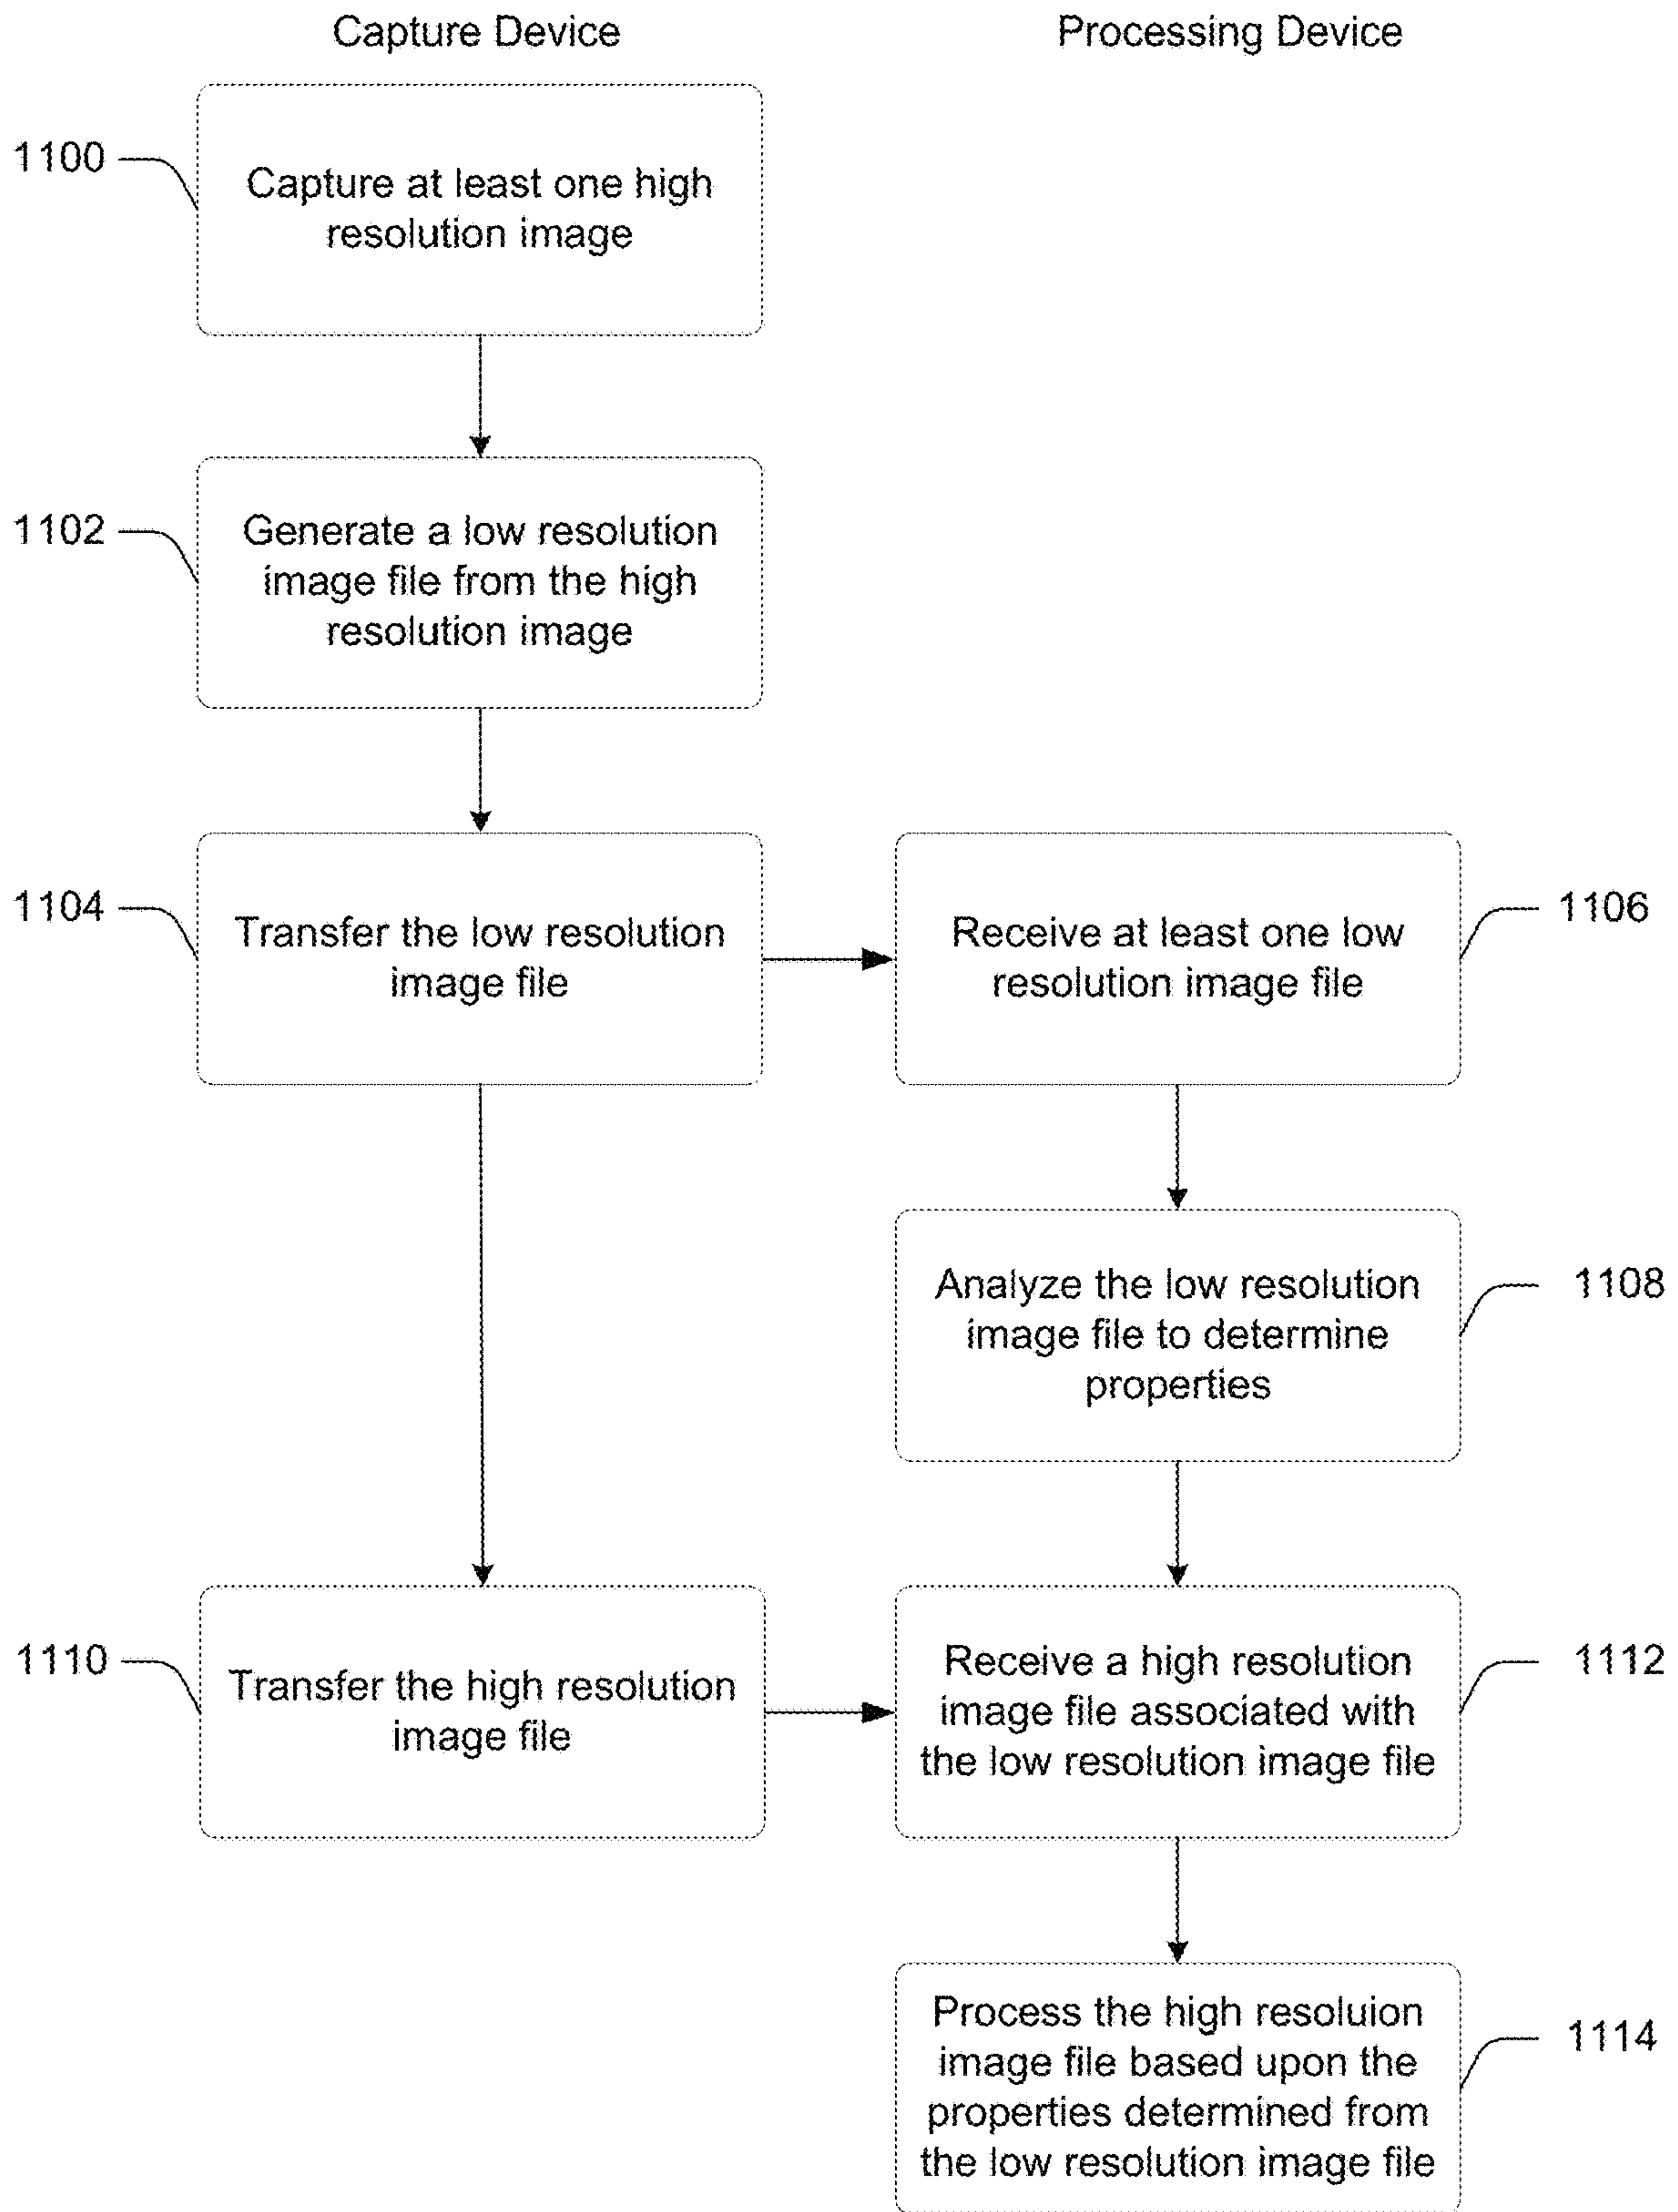 Capture Device
Processing Device
1100
Capture at least one high
resolution image
1102
Generate a low resolution
image file from the high
resolution image
1104
Transfer the low resolution
image file
Receive at least one low
resolution image file
1106
Analyze the low resolution
image file to determine
properties
1108
1110
Transfer the high resolution
image file
Receive a high resolution
image file associated with
the low resolution image file
1112
Process the high resoluion
image file based upon the
properties determined from
the low resolution image file
1114